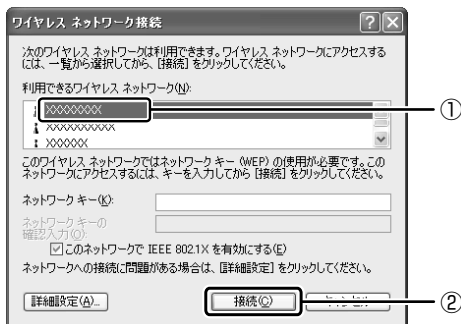 ワイヤレス ネットワーク接続
次のワイヤレス ネットワークは利用できます。ワイヤレス ネットワークにアクセスする
には、一覧から選択してから、[接続] をクリックしてください。
利用できるワイヤレス ネットワーク(N):
XXXXXXXX
①
XXXXXXXXXX
XXXXXX
このワイヤレス ネットワークではネットワーク キー (WEP) の使用が必要です。この
ネットワークにアクセスするには、キーを入力してから [接続] をクリックしてください。
ネットワーク キー(K):
ネットワーク キーの
確認入力(O):
このネットワークで IEEE 802.1X を有効にする(E)
ネットワークへの接続に問題がある場合は、[詳細設定] をクリックしてください。
詳細設定(A)...
接続(C)
キャンセル
②